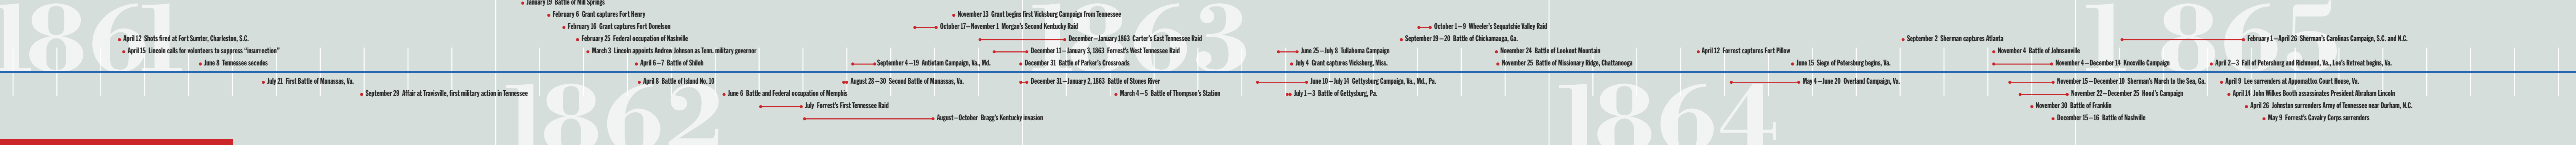 1861
April 12 Shots fired at Fort Sumter, Charleston, S.C.
April 15 Lincoln calls for volunteers to suppress “insurrection”
June 8 Tennessee secedes
July 21 First Battle of Manassas, Va.
September 29 Affair at Travisville, first military action in Tennessee
1862
January 19 Battle of Mill Springs
February 6 Grant captures Fort Henry
February 16 Grant captures Fort Donelson
February 25 Federal occupation of Nashville
March 3 Lincoln appoints Andrew Johnson as Tenn. military governor
April 6–7 Battle of Shiloh
April 8 Battle of Island No. 10
June 6 Battle and Federal occupation of Memphis
July Forrest's First Tennessee Raid
August–October Bragg's Kentucky invasion
August 28–30 Second Battle of Manassas, Va.
September 4–19 Antietam Campaign, Va., Md.
October 17–November 1 Morgan's Second Kentucky Raid
November 13 Grant begins first Vicksburg Campaign from Tennessee
December–January 1863 Carter's East Tennessee Raid
December 11–January 3, 1863 Forrest's West Tennessee Raid
December 31 Battle of Parker's Crossroads
December 31–January 2, 1863 Battle of Stones River
1863
March 4–5 Battle of Thompson's Station
June 25–July 8 Tullahoma Campaign
July 4 Grant captures Vicksburg, Miss.
June 10–July 14 Gettysburg Campaign, Va., Md., Pa.
July 1–3 Battle of Gettysburg, Pa.
October 1–9 Wheeler's Sequatchie Valley Raid
September 19–20 Battle of Chickamauga, Ga.
November 24 Battle of Lookout Mountain
November 25 Battle of Missionary Ridge, Chattanooga
1864
April 12 Forrest captures Fort Pillow
June 15 Siege of Petersburg begins, Va.
May 4–June 20 Overland Campaign, Va.
September 2 Sherman captures Atlanta
November 4 Battle of Johnsonville
November 4–December 14 Knoxville Campaign
November 15–December 10 Sherman's March to the Sea, Ga.
November 22–December 25 Hood's Campaign
November 30 Battle of Franklin
December 15–16 Battle of Nashville
1865
February 1–April 26 Sherman's Carolinas Campaign, S.C. and N.C.
April 2–3 Fall of Petersburg and Richmond, Va., Lee's Retreat begins, Va.
April 9 Lee surrenders at Appomattox Court House, Va.
April 14 John Wilkes Booth assassinates President Abraham Lincoln
April 26 Johnston surrenders Army of Tennessee near Durham, N.C.
May 9 Forrest's Cavalry Corps surrenders